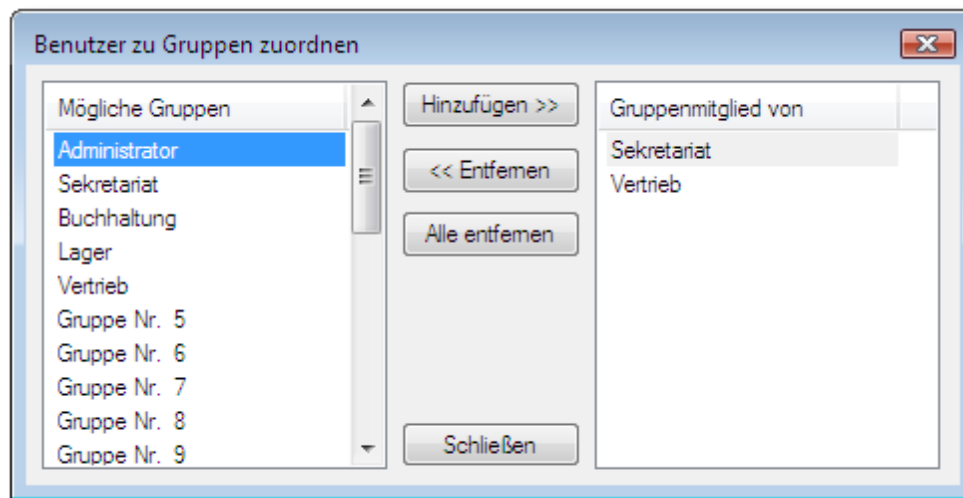 Benutzer zu Gruppen zuordnen
Mögliche Gruppen
Administrator
Sekretariat
Buchhaltung
Lager
Vertrieb
Gruppe Nr. 5
Gruppe Nr. 6
Gruppe Nr. 7
Gruppe Nr. 8
Gruppe Nr. 9
Hinzufügen >>
<< Entfernen
Alle entfernen
Schließen
Gruppenmitglied von
Sekretariat
Vertrieb